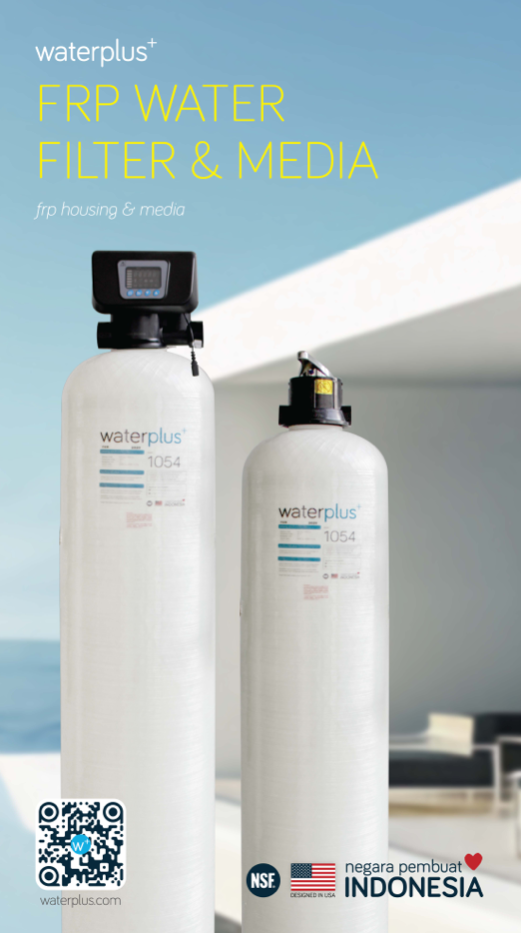 waterplus+
FRP WATER
FILTER & MEDIA
frp housing & media
waterplus+
1054
waterplus+
1054
waterplus.com
NSF.
DESIGNED IN USA
negara pembuat
INDONESIA